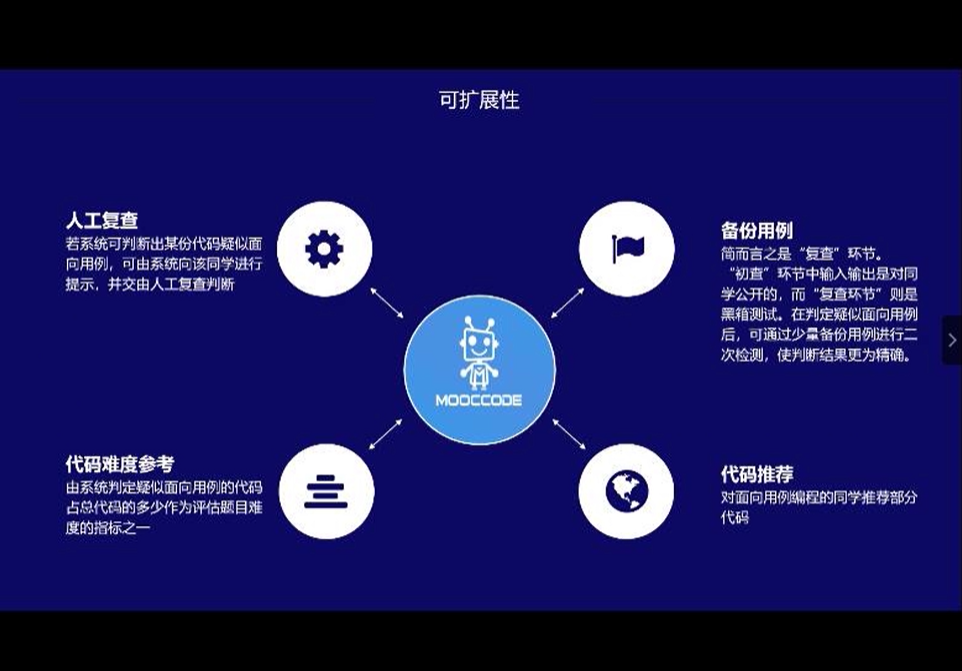 可扩展性
人工复查
若系统可判断出某份代码疑似面
向用例，可由系统向该同学进行
提示，并交由人工复查判断
备份用例
简而言之是“复查”环节。
“初查”环节中输入输出是对同
学公开的，而“复查环节”则是
黑箱测试。在判定疑似面向用例
后，可通过少量备份用例进行二
次检测，使判断结果更为精确。
MOOCCODE
代码难度参考
由系统判定疑似面向用例的代码
占总代码的多少作为评估题目难
度的指标之一
代码推荐
对面向用例编程的同学推荐部分
代码